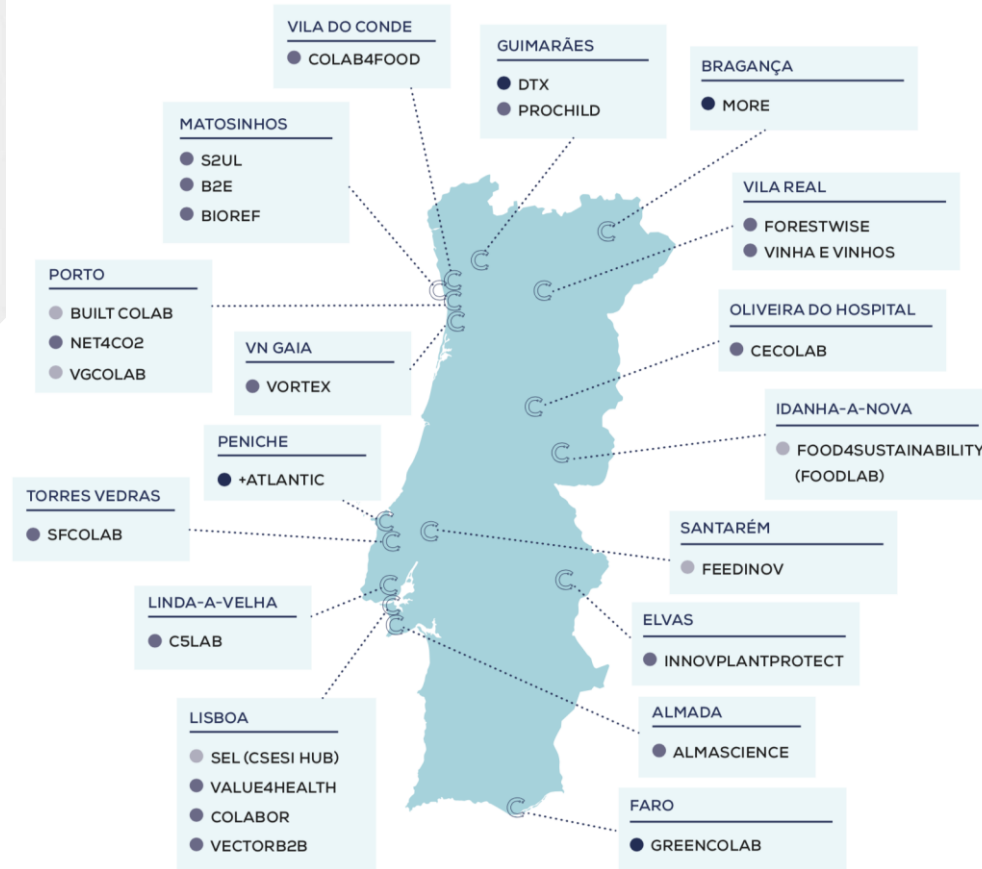 VILA DO CONDE
COLAB4FOOD
GUIMARÃES
DTX
PROCHILD
BRAGANÇA
MORE
MATOSINHOS
S2UL
B2E
BIOREF
VILA REAL
FORESTWISE
VINHA E VINHOS
PORTO
BUILT COLAB
NET4CO2
VGCOLAB
VN GAIA
VORTEX
OLIVEIRA DO HOSPITAL
CECOLAB
IDANHA-A-NOVA
FOOD4SUSTAINABILITY
(FOODLAB)
PENICHE
+ATLANTIC
TORRES VEDRAS
SFCOLAB
SANTARÉM
FEEDINOV
LINDA-A-VELHA
C5LAB
ELVAS
INNOVPLANTPROTECT
LISBOA
SEL (CSESI HUB)
VALUE4HEALTH
COLABOR
VECTORB2B
ALMADA
ALMASCIENCE
FARO
GREENCOLAB